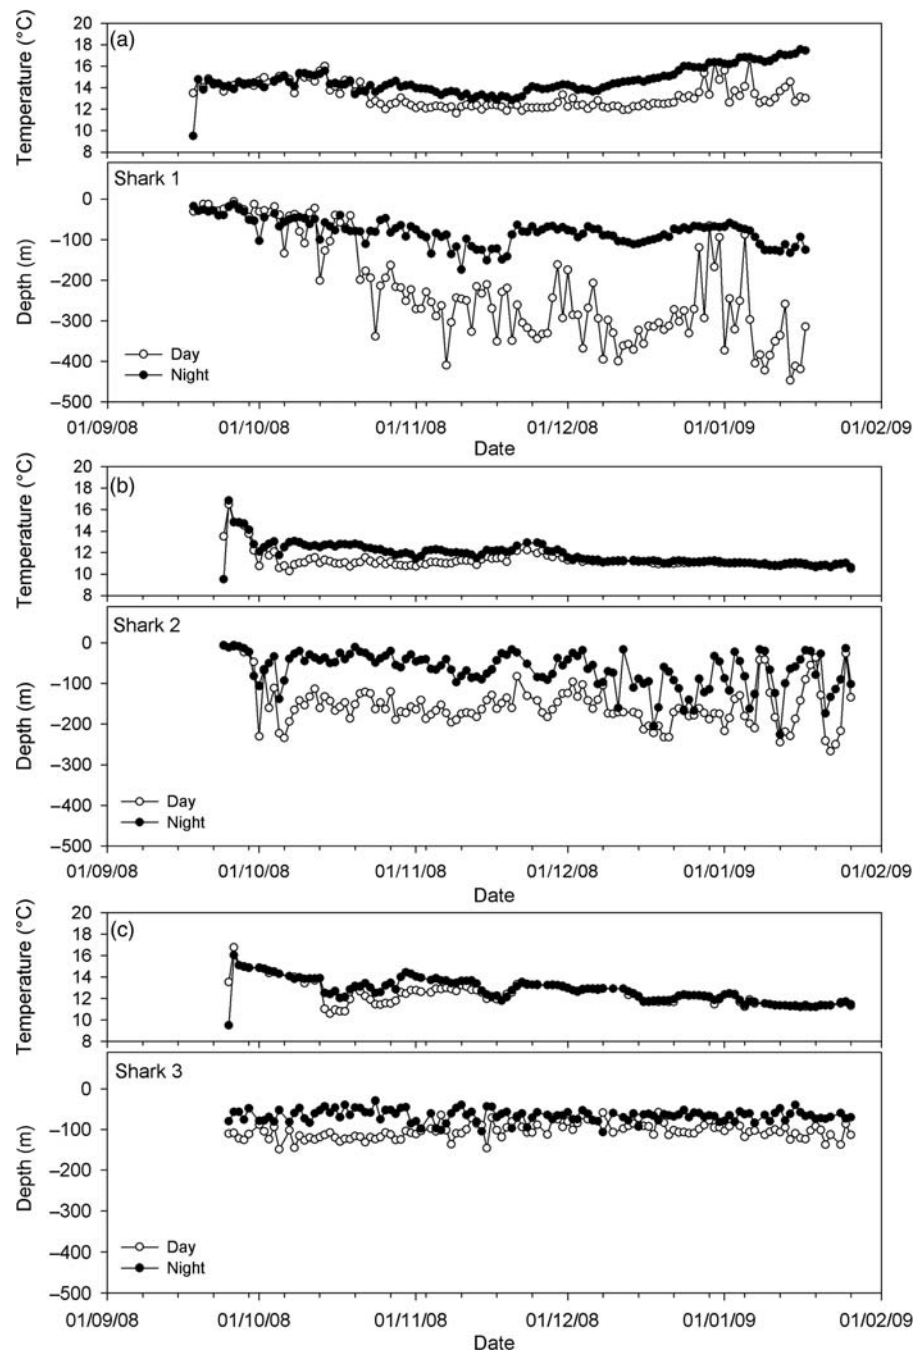 (a)
Temperature (°C)
20
18
16
14
12
10
8
Shark 1
Depth (m)
0
−100
−200
−300
−400
−500
Day
Night
01/09/08 01/10/08 01/11/08 01/12/08 01/01/09 01/02/09
Date
(b)
Temperature (°C)
20
18
16
14
12
10
8
Shark 2
Depth (m)
0
−100
−200
−300
−400
−500
Day
Night
01/09/08 01/10/08 01/11/08 01/12/08 01/01/09 01/02/09
Date
(c)
Temperature (°C)
20
18
16
14
12
10
8
Shark 3
Depth (m)
0
−100
−200
−300
−400
−500
Day
Night
01/09/08 01/10/08 01/11/08 01/12/08 01/01/09 01/02/09
Date